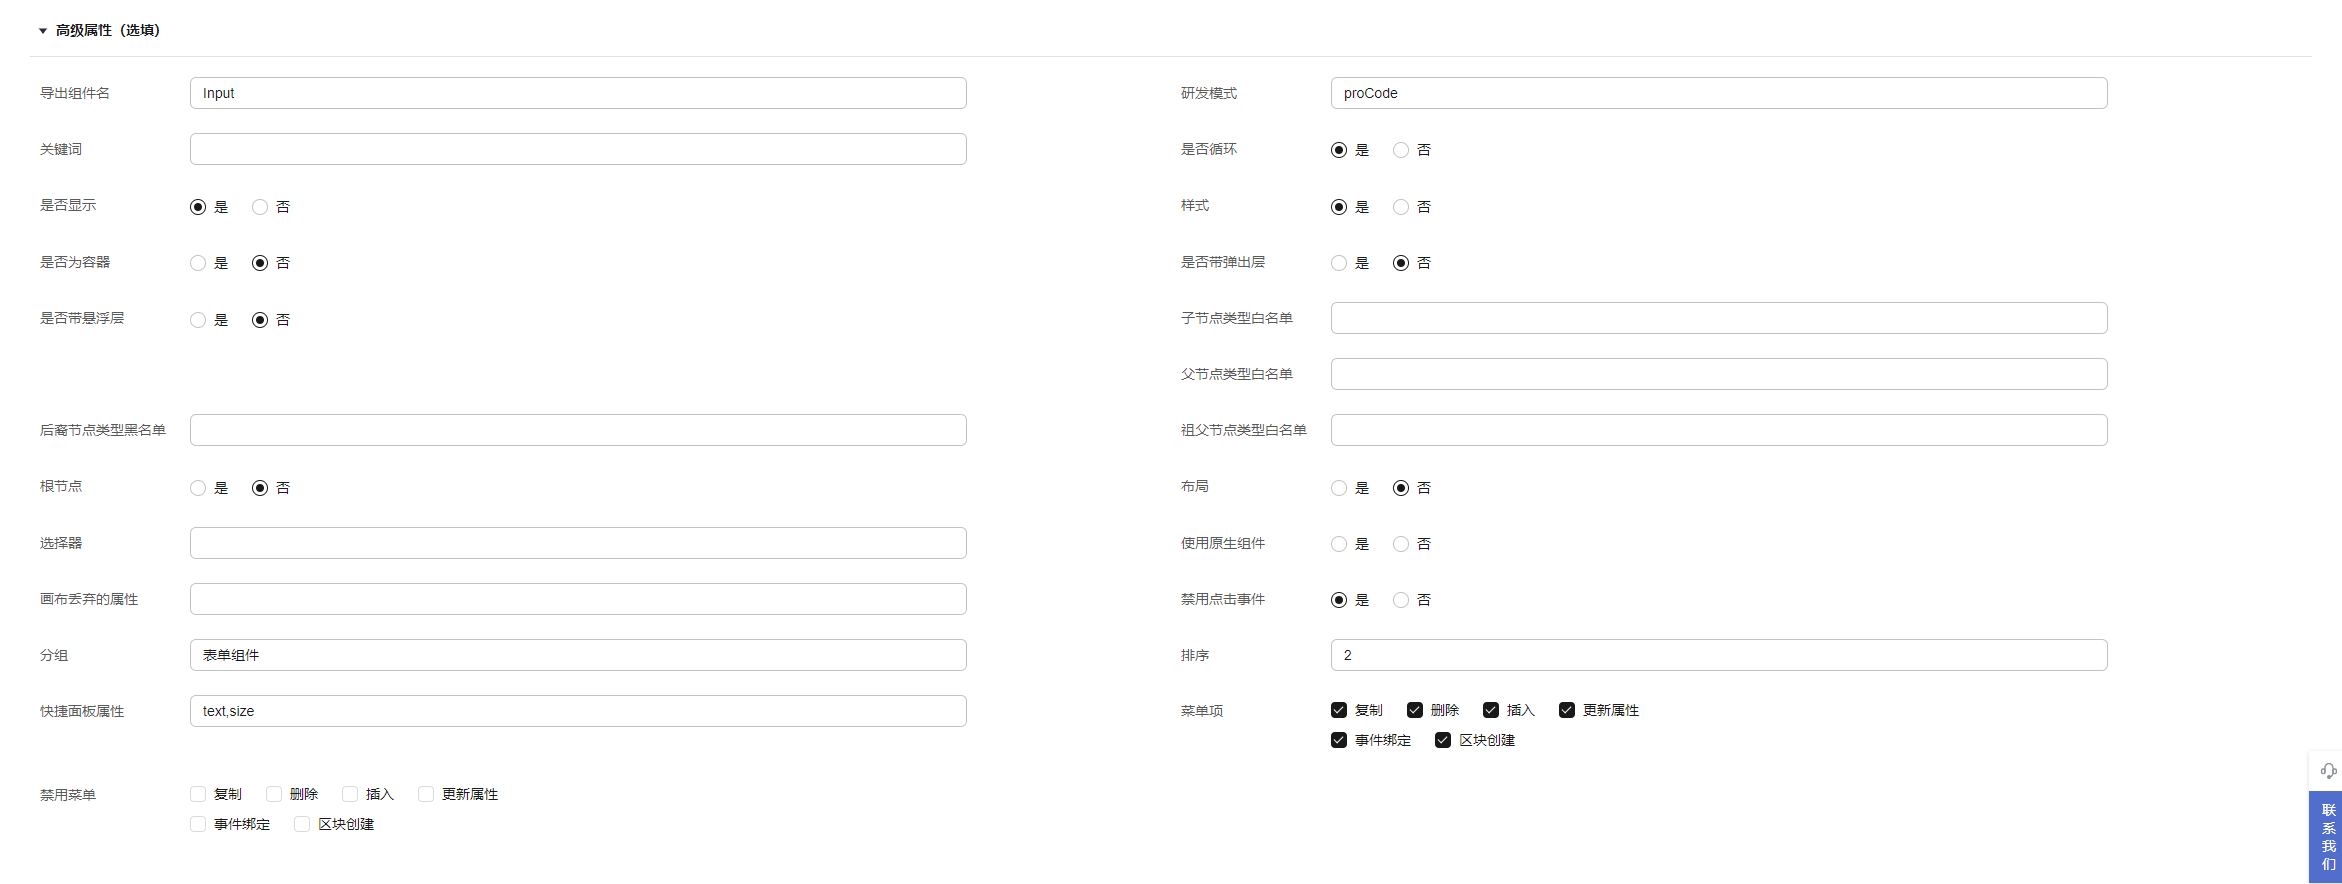 高级属性（选填）
导出组件名 Input 研发模式 proCode
关键词 是否循环 是 否
是否显示 是 否 样式 是 否
是否为容器 是 否 是否带弹出层 是 否
是否带悬浮层 是 否 子节点类型白名单
父节点类型白名单
后裔节点类型黑名单 祖父节点类型白名单
根节点 是 否 布局 是 否
选择器 使用原生组件 是 否
画布丢弃的属性 禁用点击事件 是 否
分组 表单组件 排序 2
快捷面板属性 text,size 菜单项 复制 删除 插入 更新属性
事件绑定 区块创建
禁用菜单 复制 删除 插入 更新属性
事件绑定 区块创建
联系我们